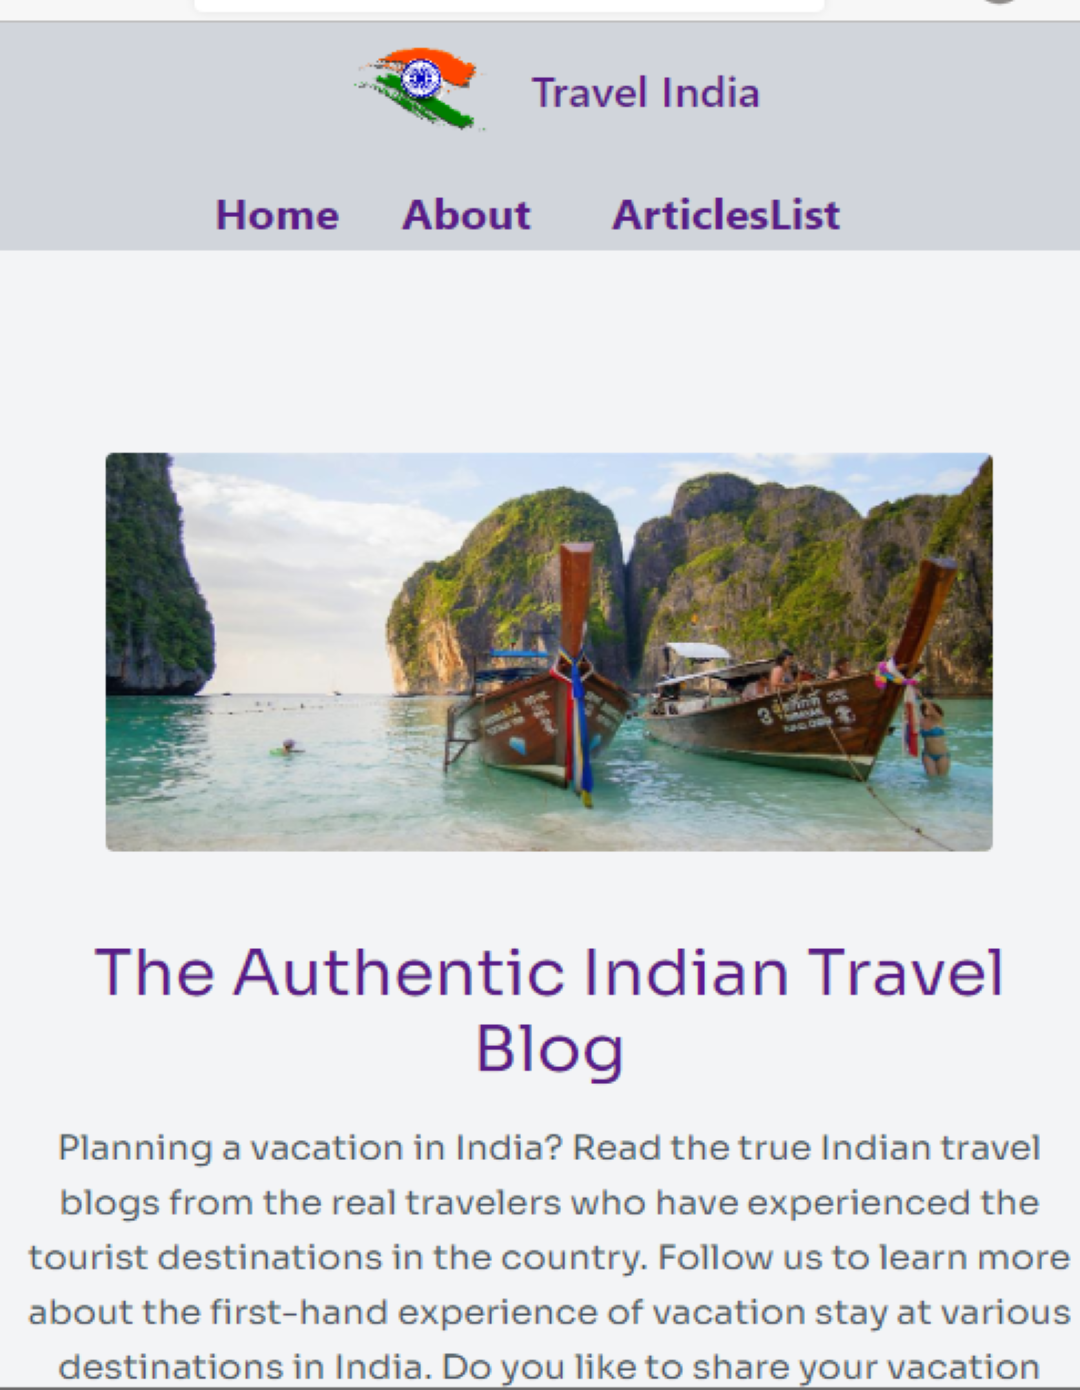 Travel India
Home About ArticlesList
The Authentic Indian Travel
Blog
Planning a vacation in India? Read the true Indian travel
blogs from the real travelers who have experienced the
tourist destinations in the country. Follow us to learn more
about the first-hand experience of vacation stay at various
destinations in India. Do you like to share your vacation